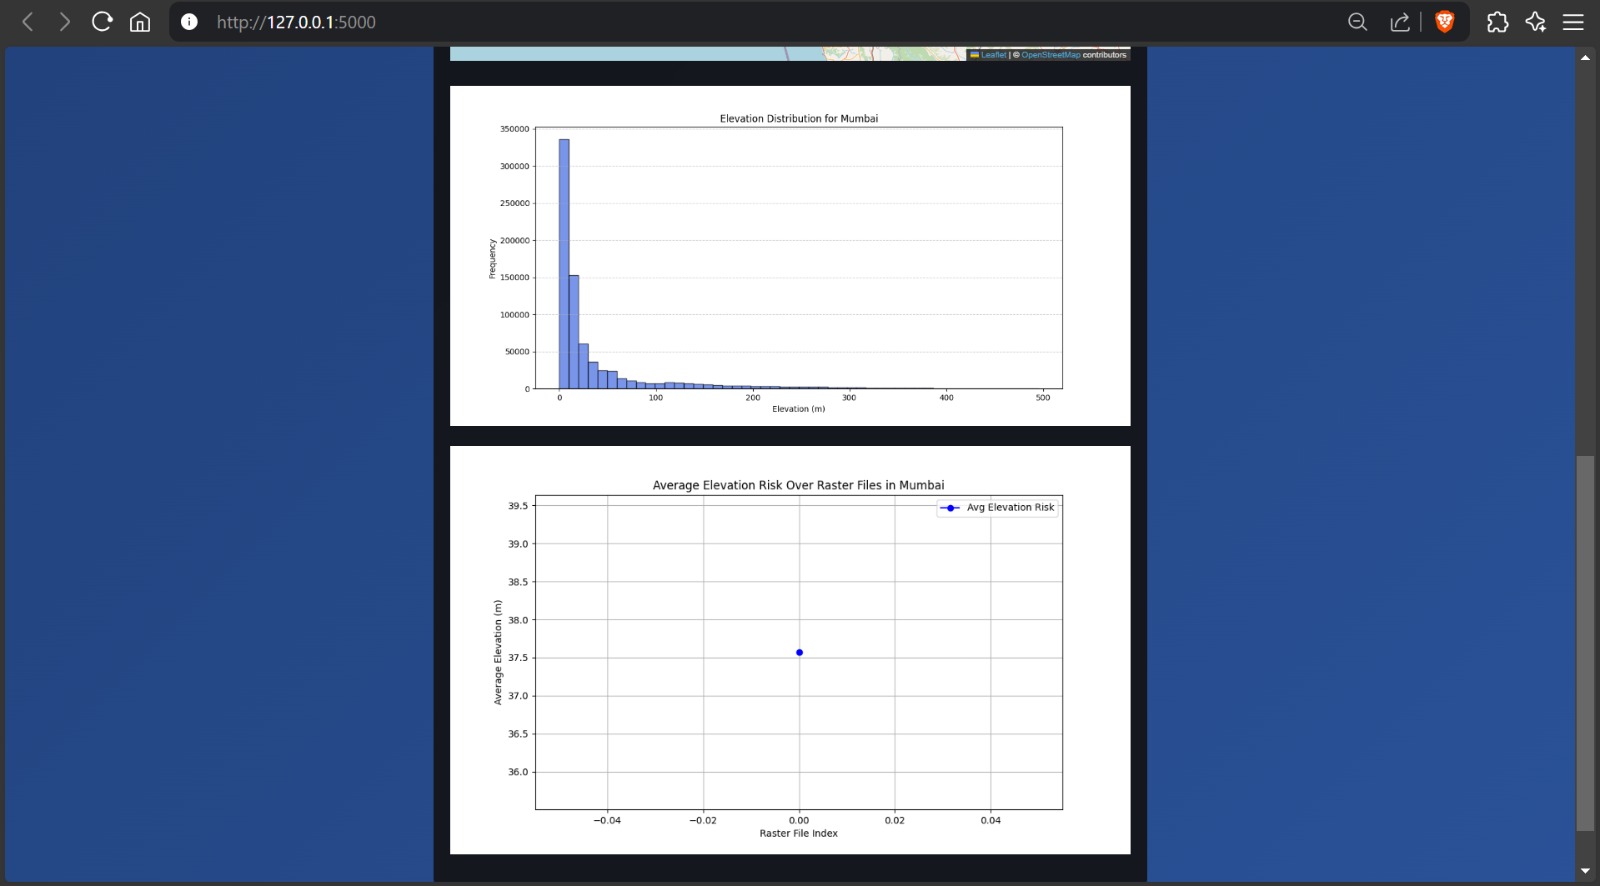 http://127.0.0.1:5000
Leaflet | © OpenStreetMap contributors
Elevation Distribution for Mumbai
350000
300000
250000
200000
150000
100000
50000
0
Frequency
0 100 200 300 400 500
Elevation (m)
Average Elevation Risk Over Raster Files in Mumbai
Avg Elevation Risk
39.5
39.0
38.5
38.0
37.5
37.0
36.5
36.0
Average Elevation (m)
−0.04 −0.02 0.00 0.02 0.04
Raster File Index